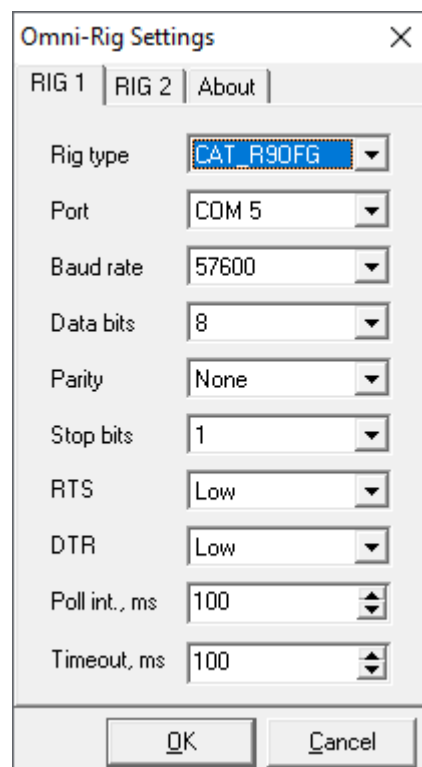 Omni-Rig Settings
RIG 1 RIG 2 About
Rig type CAT_R90FG
Port COM 5
Baud rate 57600
Data bits 8
Parity None
Stop bits 1
RTS Low
DTR Low
Poll int., ms 100
Timeout, ms 100
OK Cancel